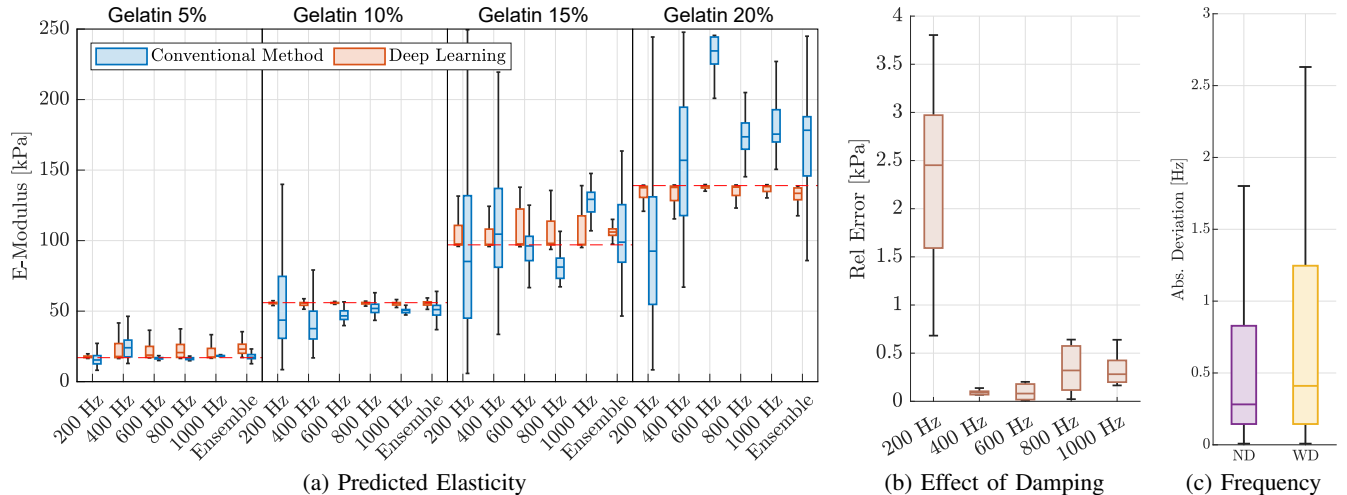 Gelatin 5% Gelatin 10% Gelatin 15% Gelatin 20%
Conventional Method Deep Learning
E-Modulus [kPa]
250
200
150
100
50
0
200 Hz 400 Hz 600 Hz 800 Hz 1000 Hz Ensemble 200 Hz 400 Hz 600 Hz 800 Hz 1000 Hz Ensemble 200 Hz 400 Hz 600 Hz 800 Hz 1000 Hz Ensemble 200 Hz 400 Hz 600 Hz 800 Hz 1000 Hz Ensemble
(a) Predicted Elasticity
Rel Error [kPa]
4
3.5
3
2.5
2
1.5
1
0.5
0
200 Hz 400 Hz 600 Hz 800 Hz 1000 Hz
(b) Effect of Damping
Abs. Deviation [Hz]
3
2.5
2
1.5
1
0.5
0
ND WD
(c) Frequency